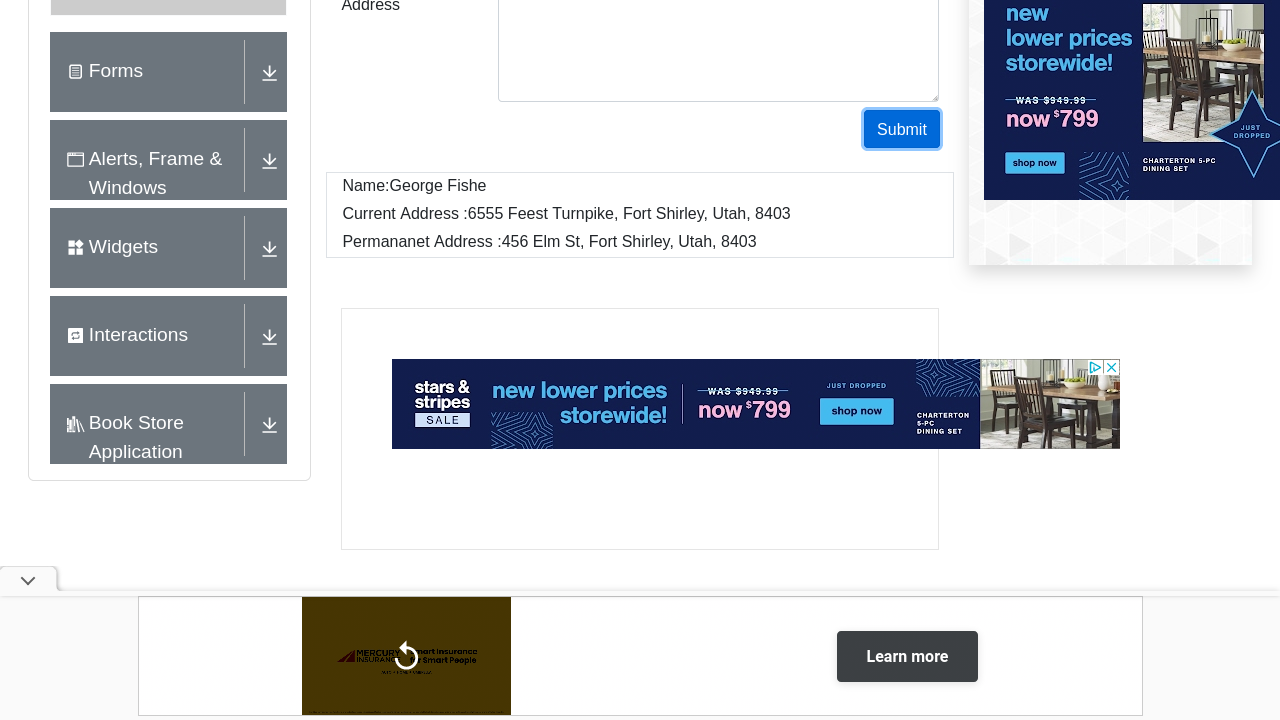 Address
Forms
Alerts, Frame &
Windows
Widgets
Interactions
Book Store
Application
Submit
Name:George Fishe
Current Address :6555 Feest Turnpike, Fort Shirley, Utah, 8403
Permananet Address :456 Elm St, Fort Shirley, Utah, 8403
new
lower prices
storewide!
WAS $949.99
now $799
shop now
JUST
DROPPED
CHARTERTON 5-PC
DINING SET
stars &
stripes
SALE
new lower prices
storewide!
WAS $949.99
now $799
JUST DROPPED
shop now
CHARTERTON
5-PC
DINING SET
MERCURY
INSURANCE
Smart Insurance
for Smart People
Learn more